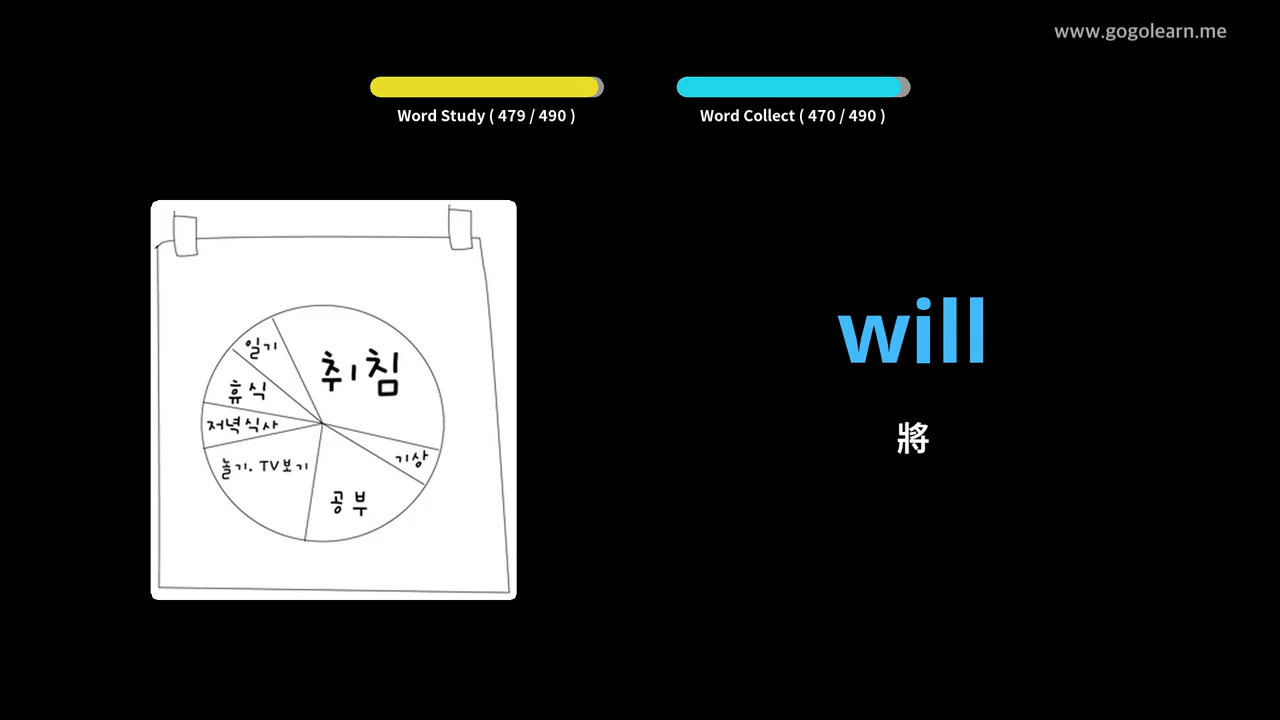 www.gogolearn.me
Word Study ( 479 / 490 )
Word Collect ( 470 / 490 )
일기
취침
휴식
저녁식사
놀기. TV보기
기상
공부
will
將